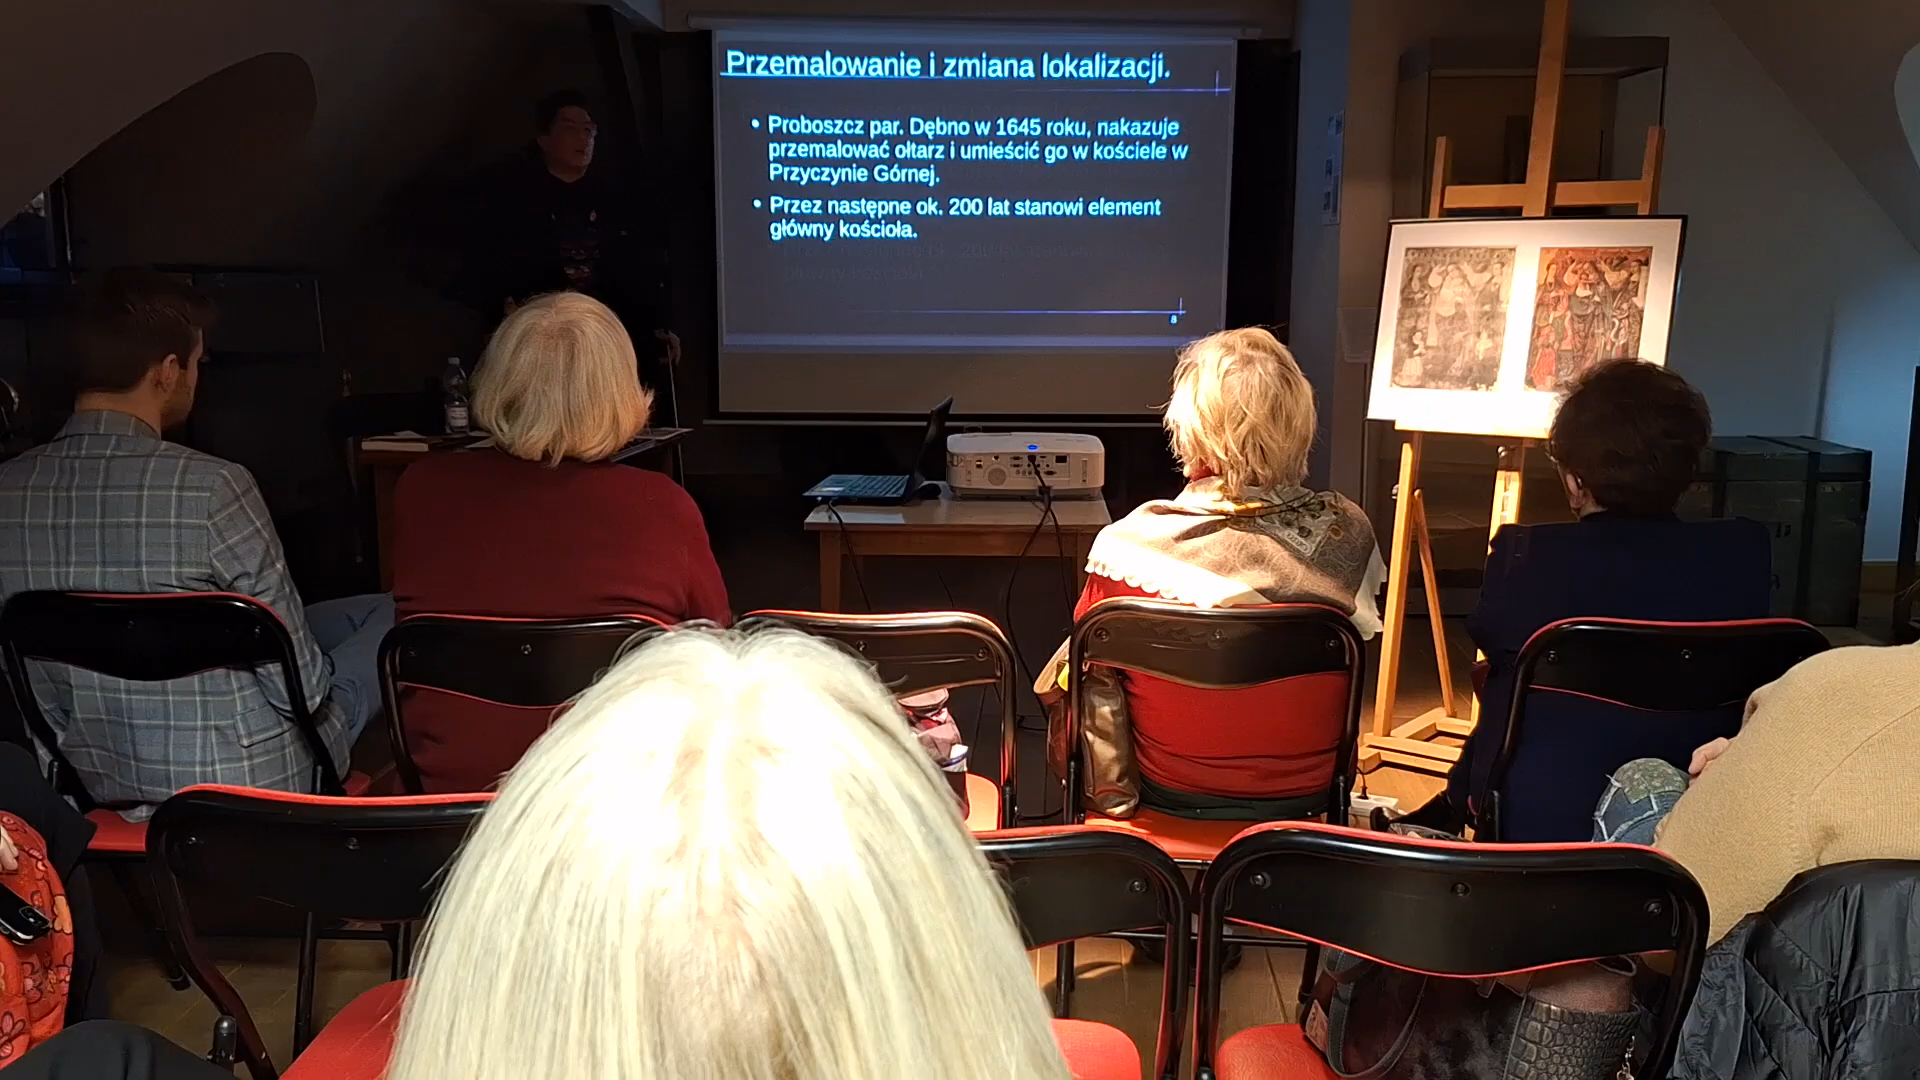 Przemalowanie i zmiana lokalizacji.
• Proboszcz par. Dębno w 1645 roku, nakazuje
przemalować ołtarz i umieścić go w kościele w
Przyczynie Górnej.
• Przez następne ok. 200 lat stanowi element
główny kościoła.
8